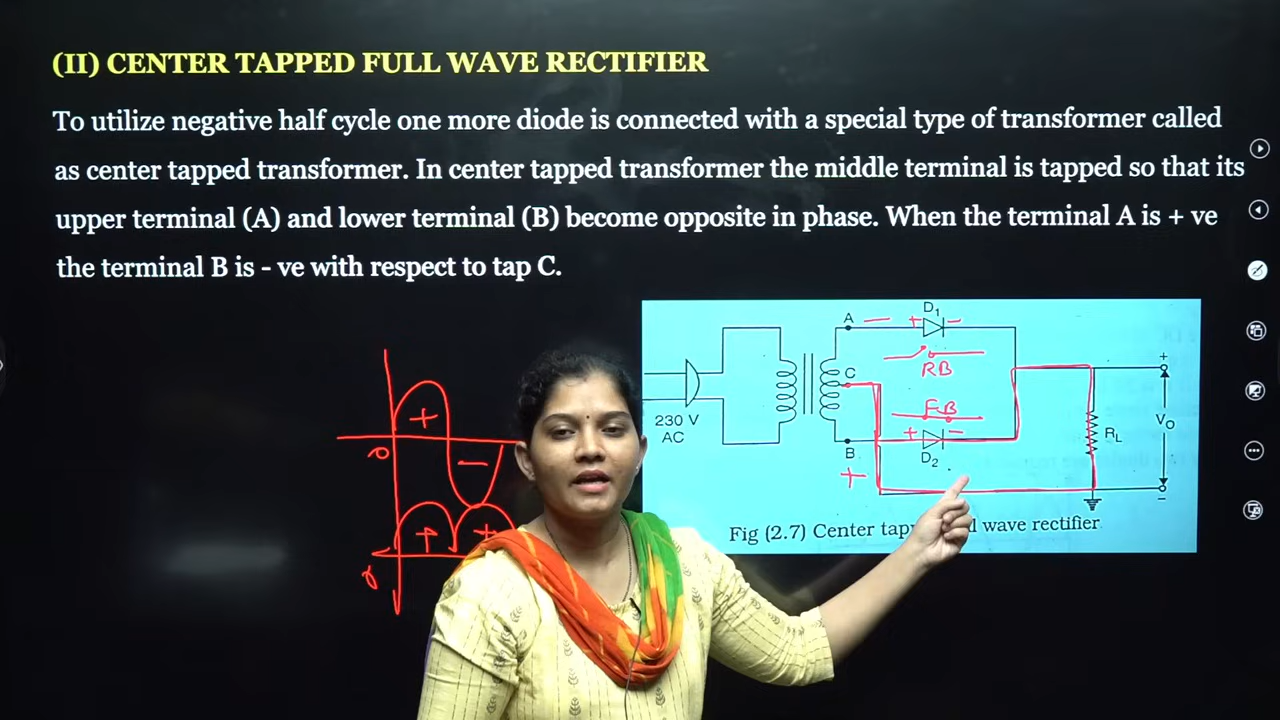 (II) CENTER TAPPED FULL WAVE RECTIFIER
To utilize negative half cycle one more diode is connected with a special type of transformer called
as center tapped transformer. In center tapped transformer the middle terminal is tapped so that its
upper terminal (A) and lower terminal (B) become opposite in phase. When the terminal A is + ve
the terminal B is - ve with respect to tap C.
D1
A − + −
RB
C
230 V
AC
FB
+ −
B
D2
+
RL
+
VO
−
+
−
0
+ +
0
Fig (2.7) Center tap wave rectifier